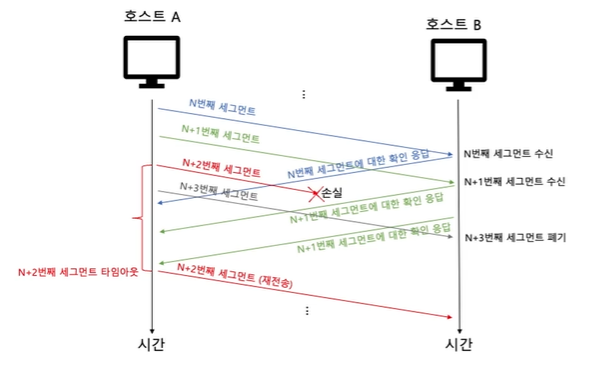 호스트 A
호스트 B
⋮
N번째 세그먼트
N+1번째 세그먼트
N번째 세그먼트 수신
N번째 세그먼트에 대한 확인 응답
N+2번째 세그먼트
N+1번째 세그먼트 수신
N+3번째 세그먼트
손실
N+1번째 세그먼트에 대한 확인 응답
N+3번째 세그먼트 폐기
N+1번째 세그먼트에 대한 확인 응답
N+2번째 세그먼트 타임아웃
N+2번째 세그먼트 (재전송)
⋮
시간
시간